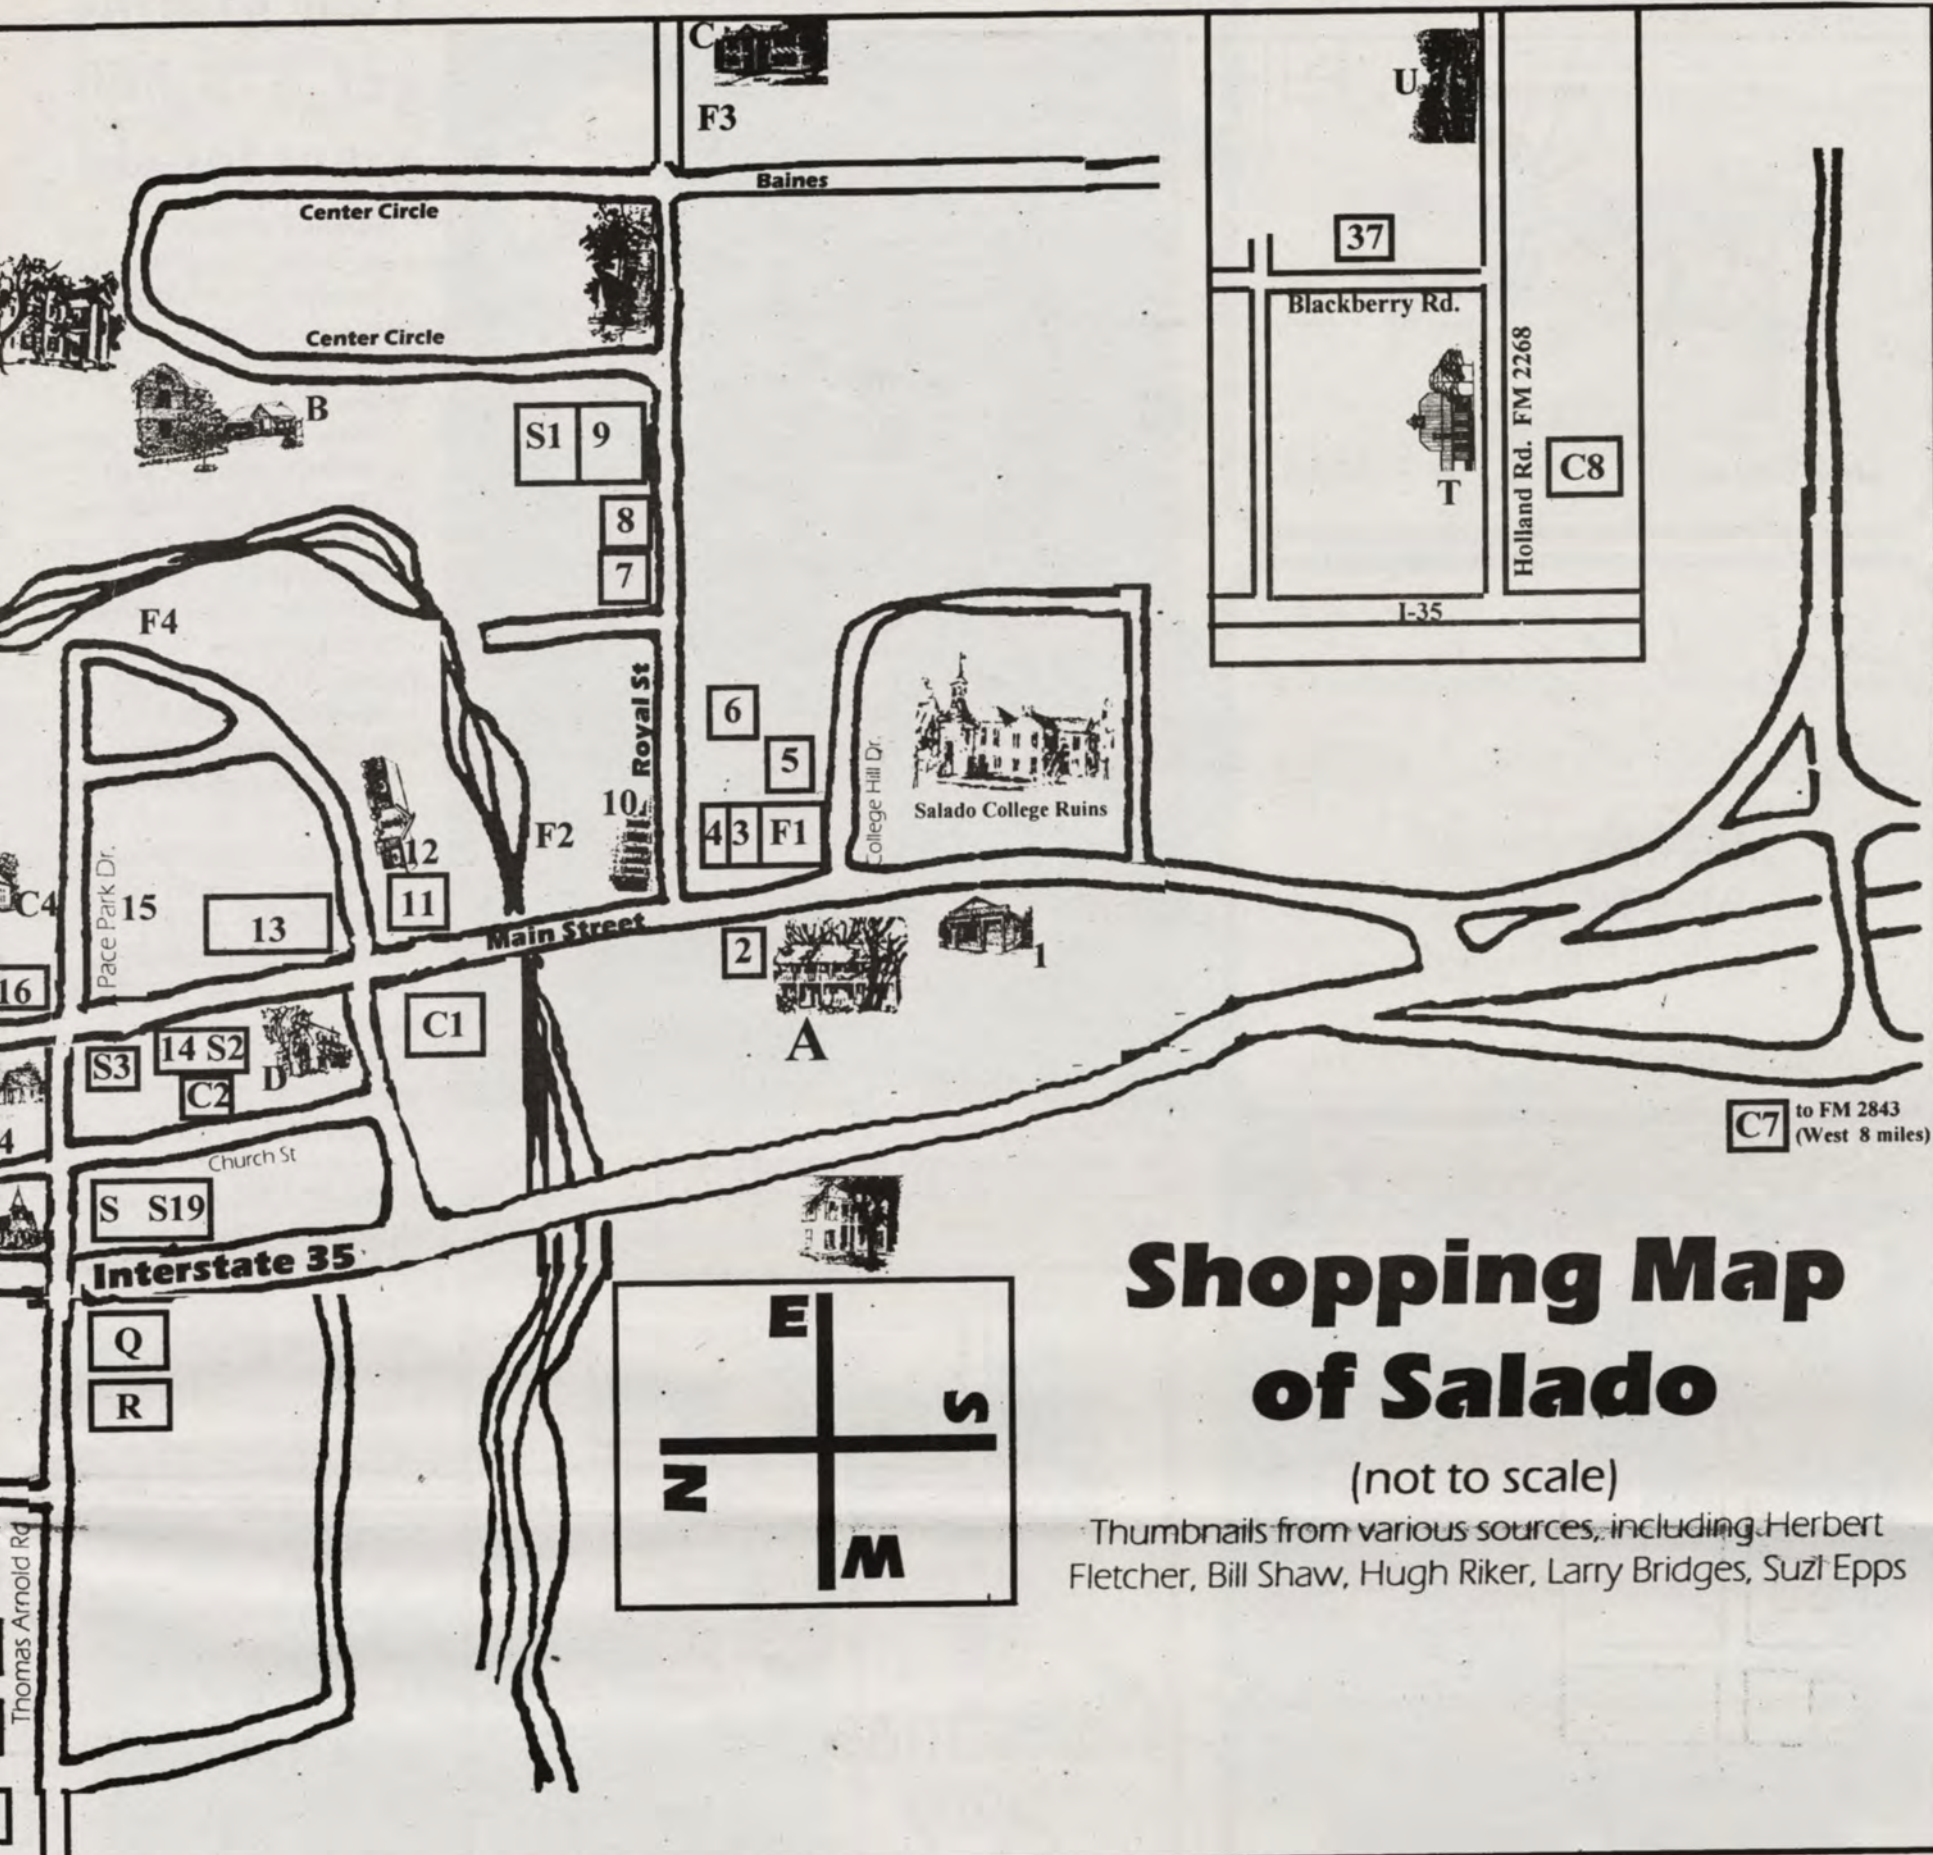 C
F3
U
Baines
Center Circle
37
Center Circle
Blackberry Rd.
B
S1 9
Holland Rd. FM 2268
C8
8
T
7
F4
I-35
Royal St
6
5
College Hill Dr.
Salado College Ruins
10
4 3 F1
F2
12
C4
Pace Park Dr.
15
13
11
Main Street
2
1
16
A
C1
14 S2
S3
D
C2
4
Church St
C7
to FM 2843
(West 8 miles)
S S19
Interstate 35
Shopping Map
of Salado
(not to scale)
Thumbnails from various sources, including Herbert
Fletcher, Bill Shaw, Hugh Riker, Larry Bridges, Suzi Epps
E
S
N
W
Q
R
Thomas Arnold Rd